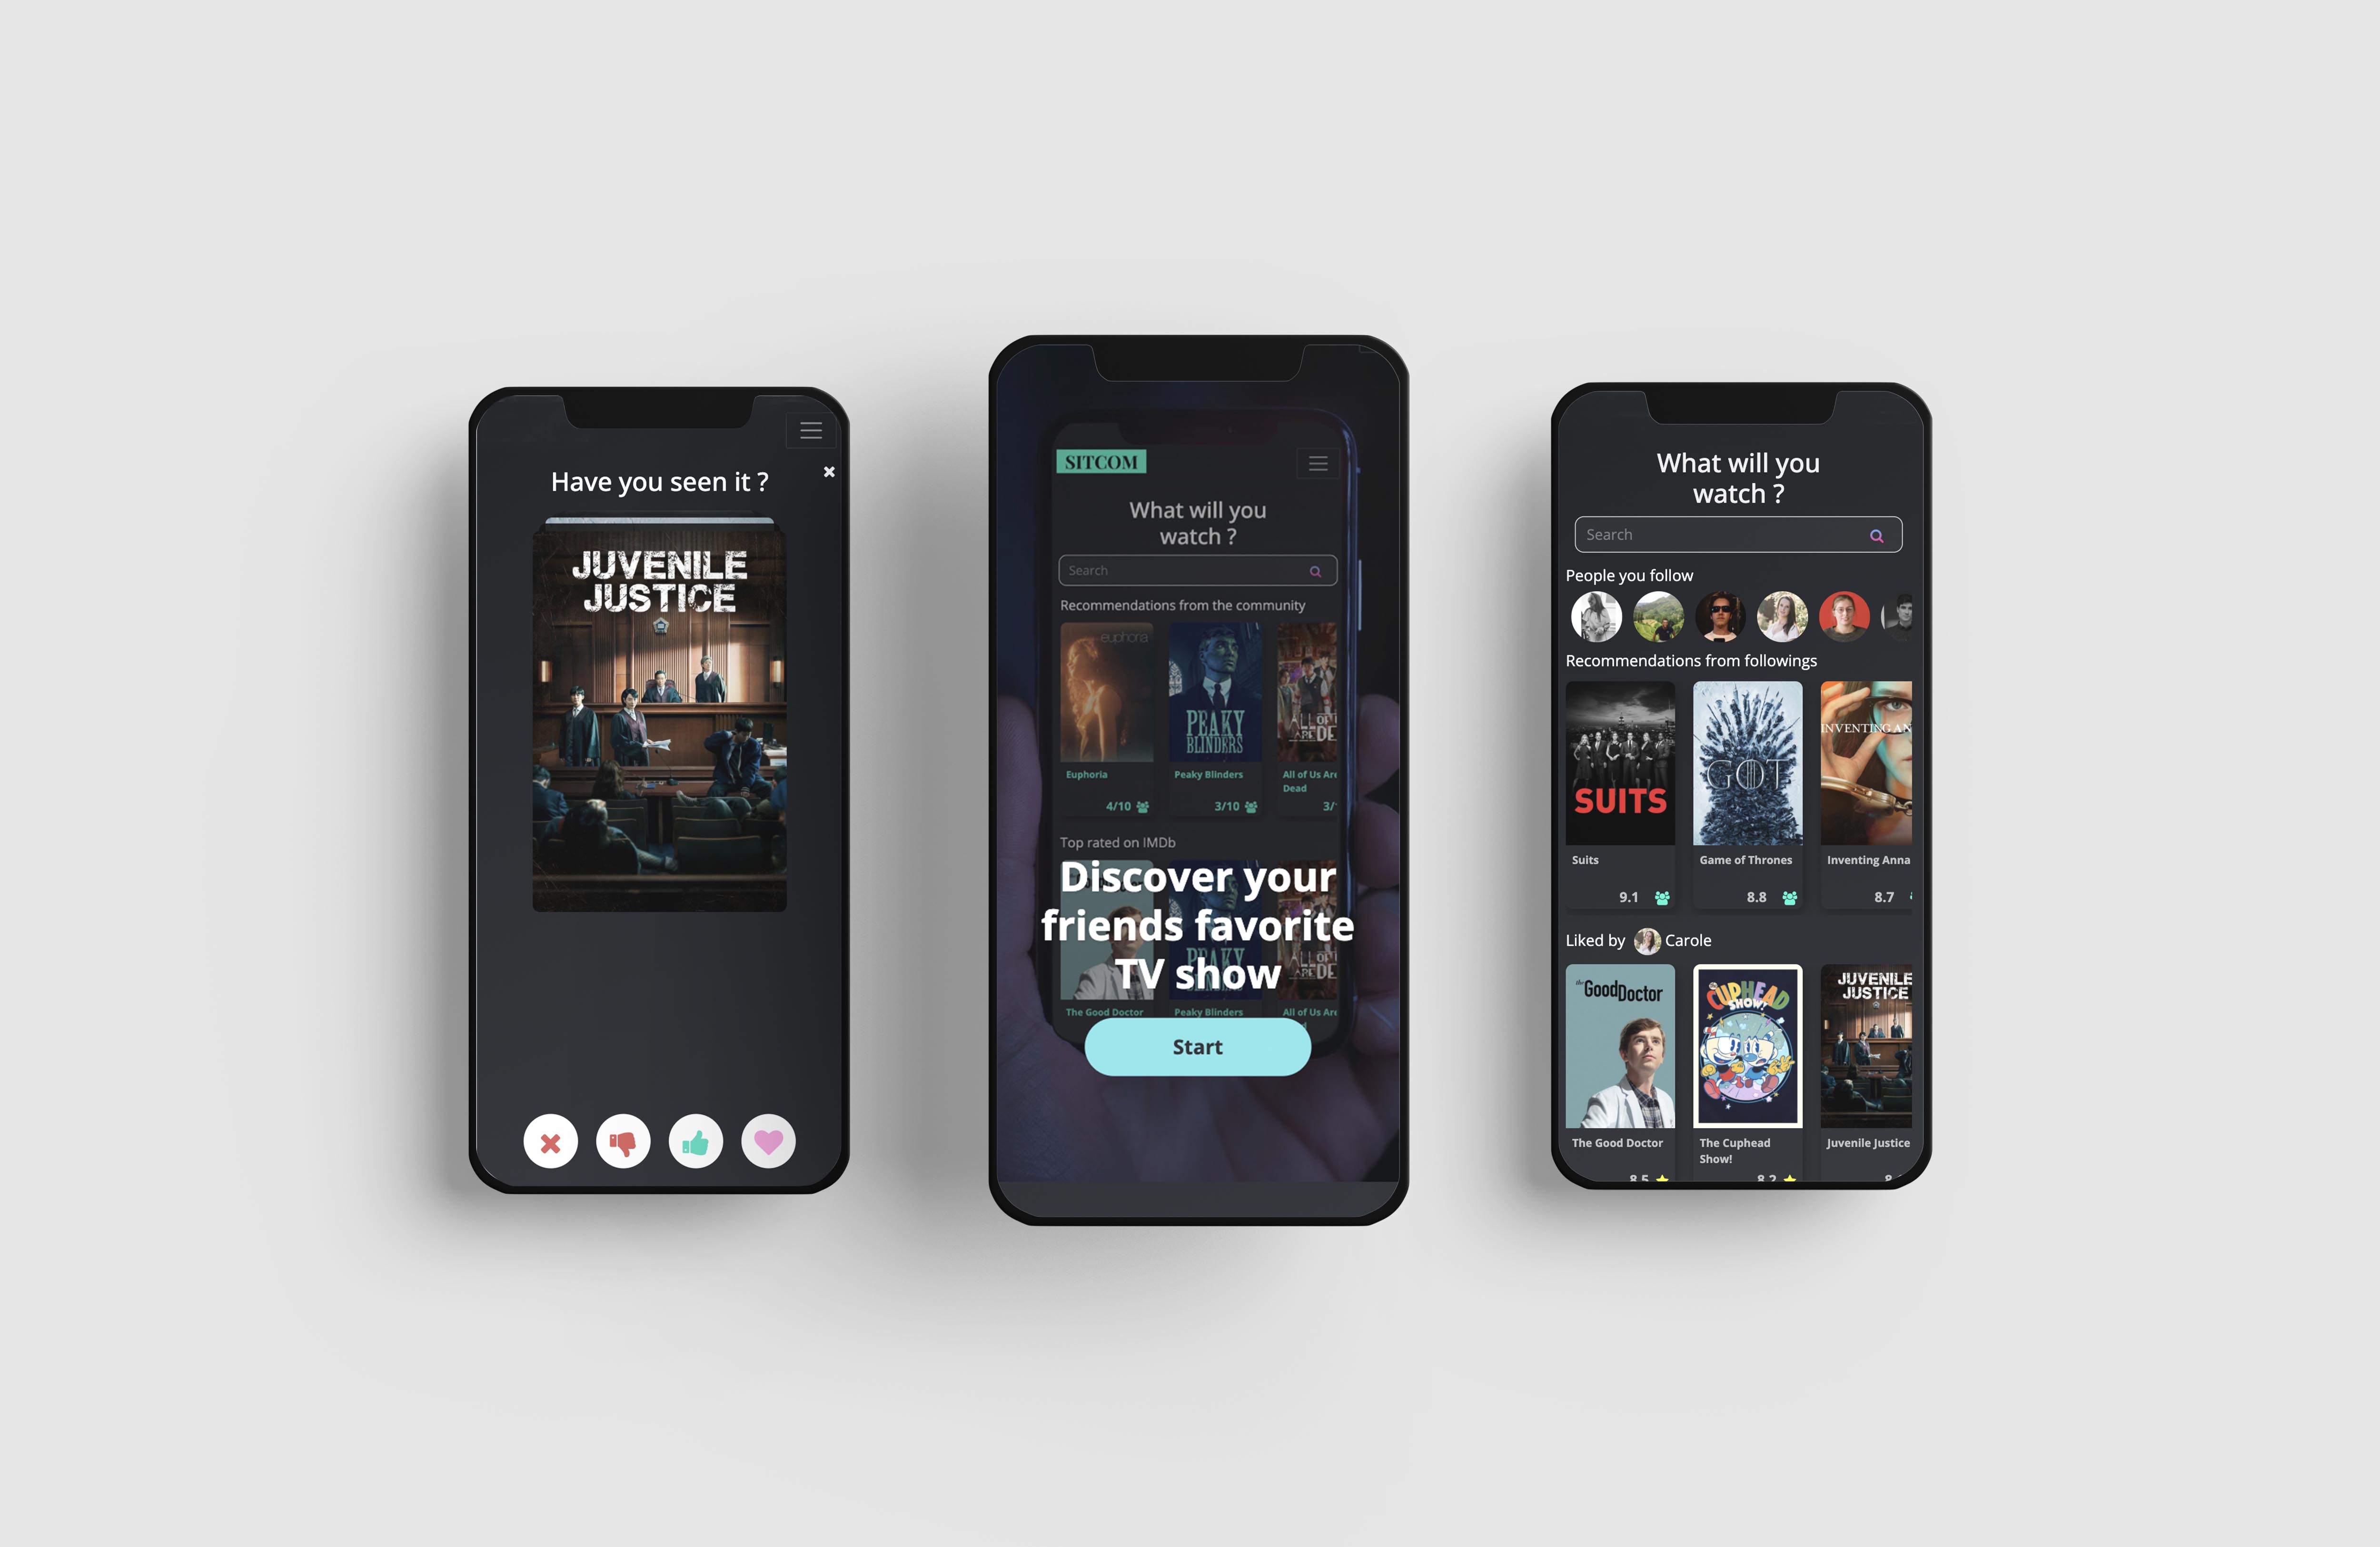 Have you seen it ?
JUVENILE
JUSTICE
SITCOM
What will you
watch ?
Search
Recommendations from the community
euphoria
PEAKY
BLINDERS
ALL OF
ARE DE
Euphoria
Peaky Blinders
All of Us Are
Dead
4/10
3/10
3/
Top rated on IMDb
Discover your
friends favorite
TV show
The Good Doctor
Peaky Blinders
All of Us Are
Start
What will you
watch ?
Search
People you follow
Recommendations from followings
SUITS
GOT
INVENTING AN
Suits
Game of Thrones
Inventing Anna
9.1
8.8
8.7
Liked by Carole
the Good Doctor
The CUPHEAD
SHOW!
JUVENILE
JUSTICE
The Good Doctor
The Cuphead
Show!
Juvenile Justice
8.5
8.2
8